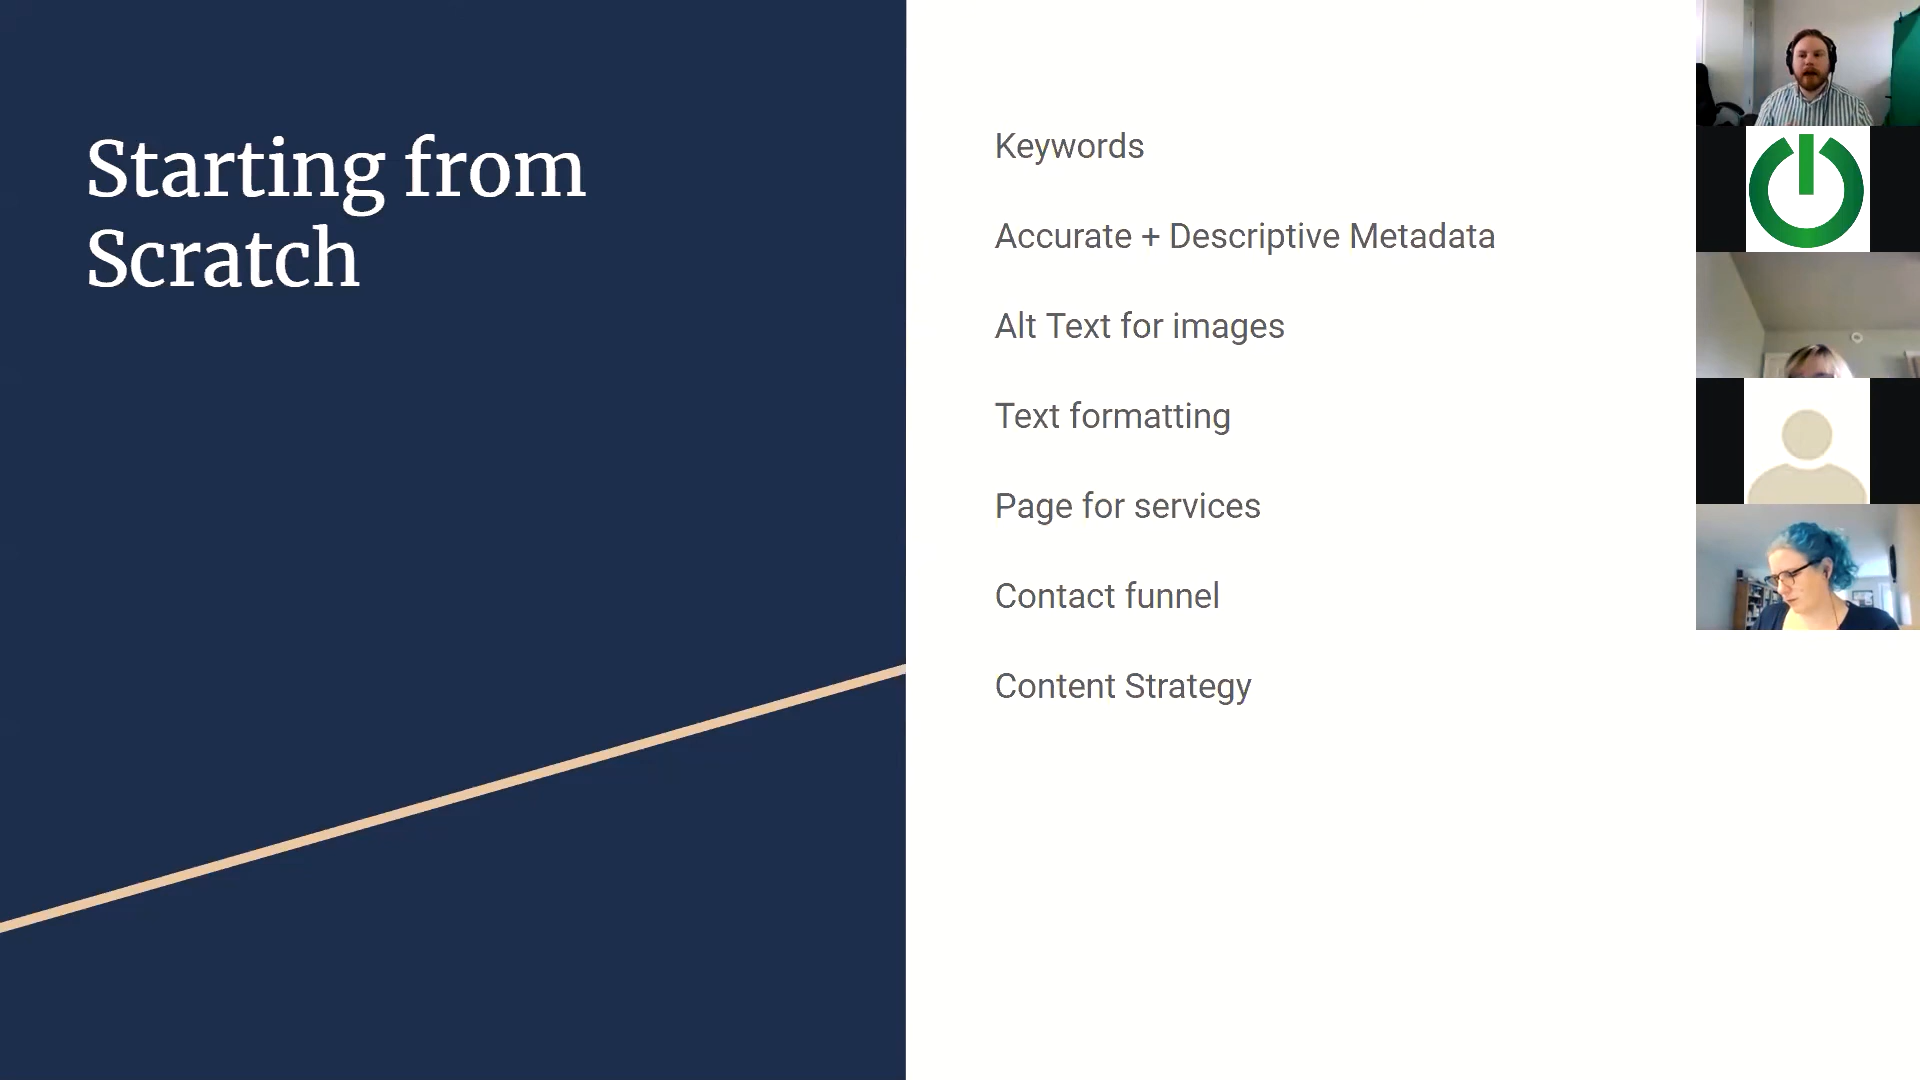 Starting from
Scratch
Keywords
Accurate + Descriptive Metadata
Alt Text for images
Text formatting
Page for services
Contact funnel
Content Strategy